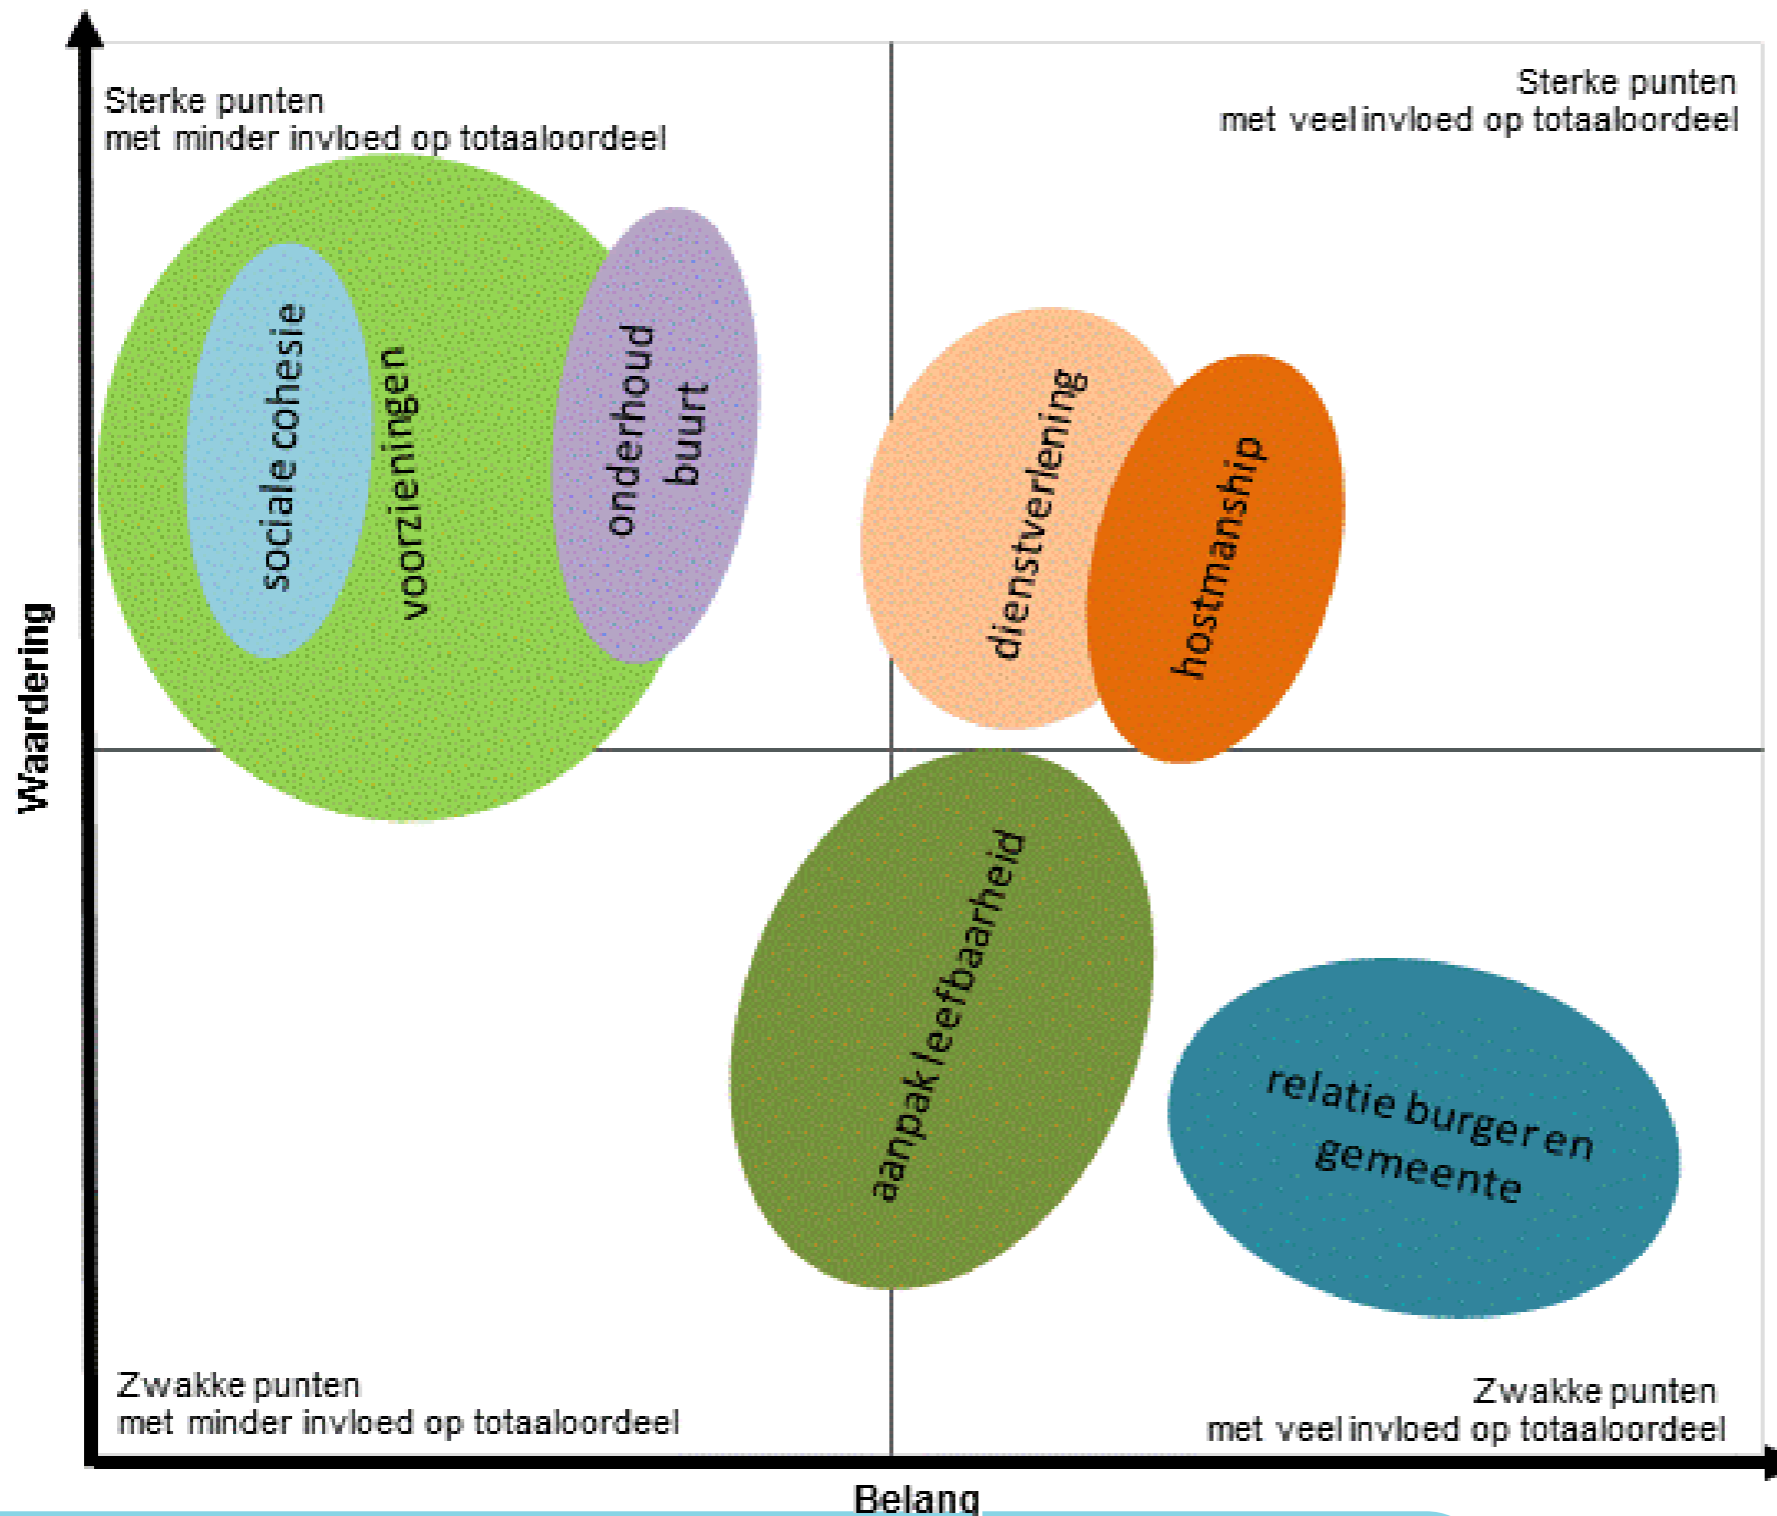 Sterke punten
met minder invloed op totaaloordeel
Sterke punten
met veel invloed op totaaloordeel
sociale cohesie
voorzieningen
onderhoud
buurt
dienstverlening
hostmanship
Waardering
aanpak leefbaarheid
relatie burger en
gemeente
Zwakke punten
met minder invloed op totaaloordeel
Zwakke punten
met veel invloed op totaaloordeel
Belang